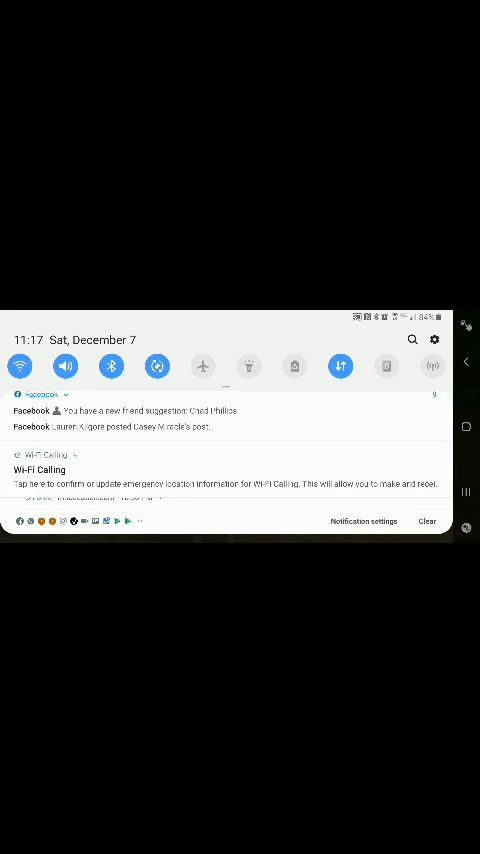 84%
11:17 Sat, December 7
Facebook
9
Facebook You have a new friend suggestion: Chad Phillips.
Facebook Lauren Kilgore posted Casey Miracle's post.
Wi-Fi Calling
Wi-Fi Calling
Tap here to confirm or update emergency location information for Wi-Fi Calling. This will allow you to make and recei..
Notification settings Clear